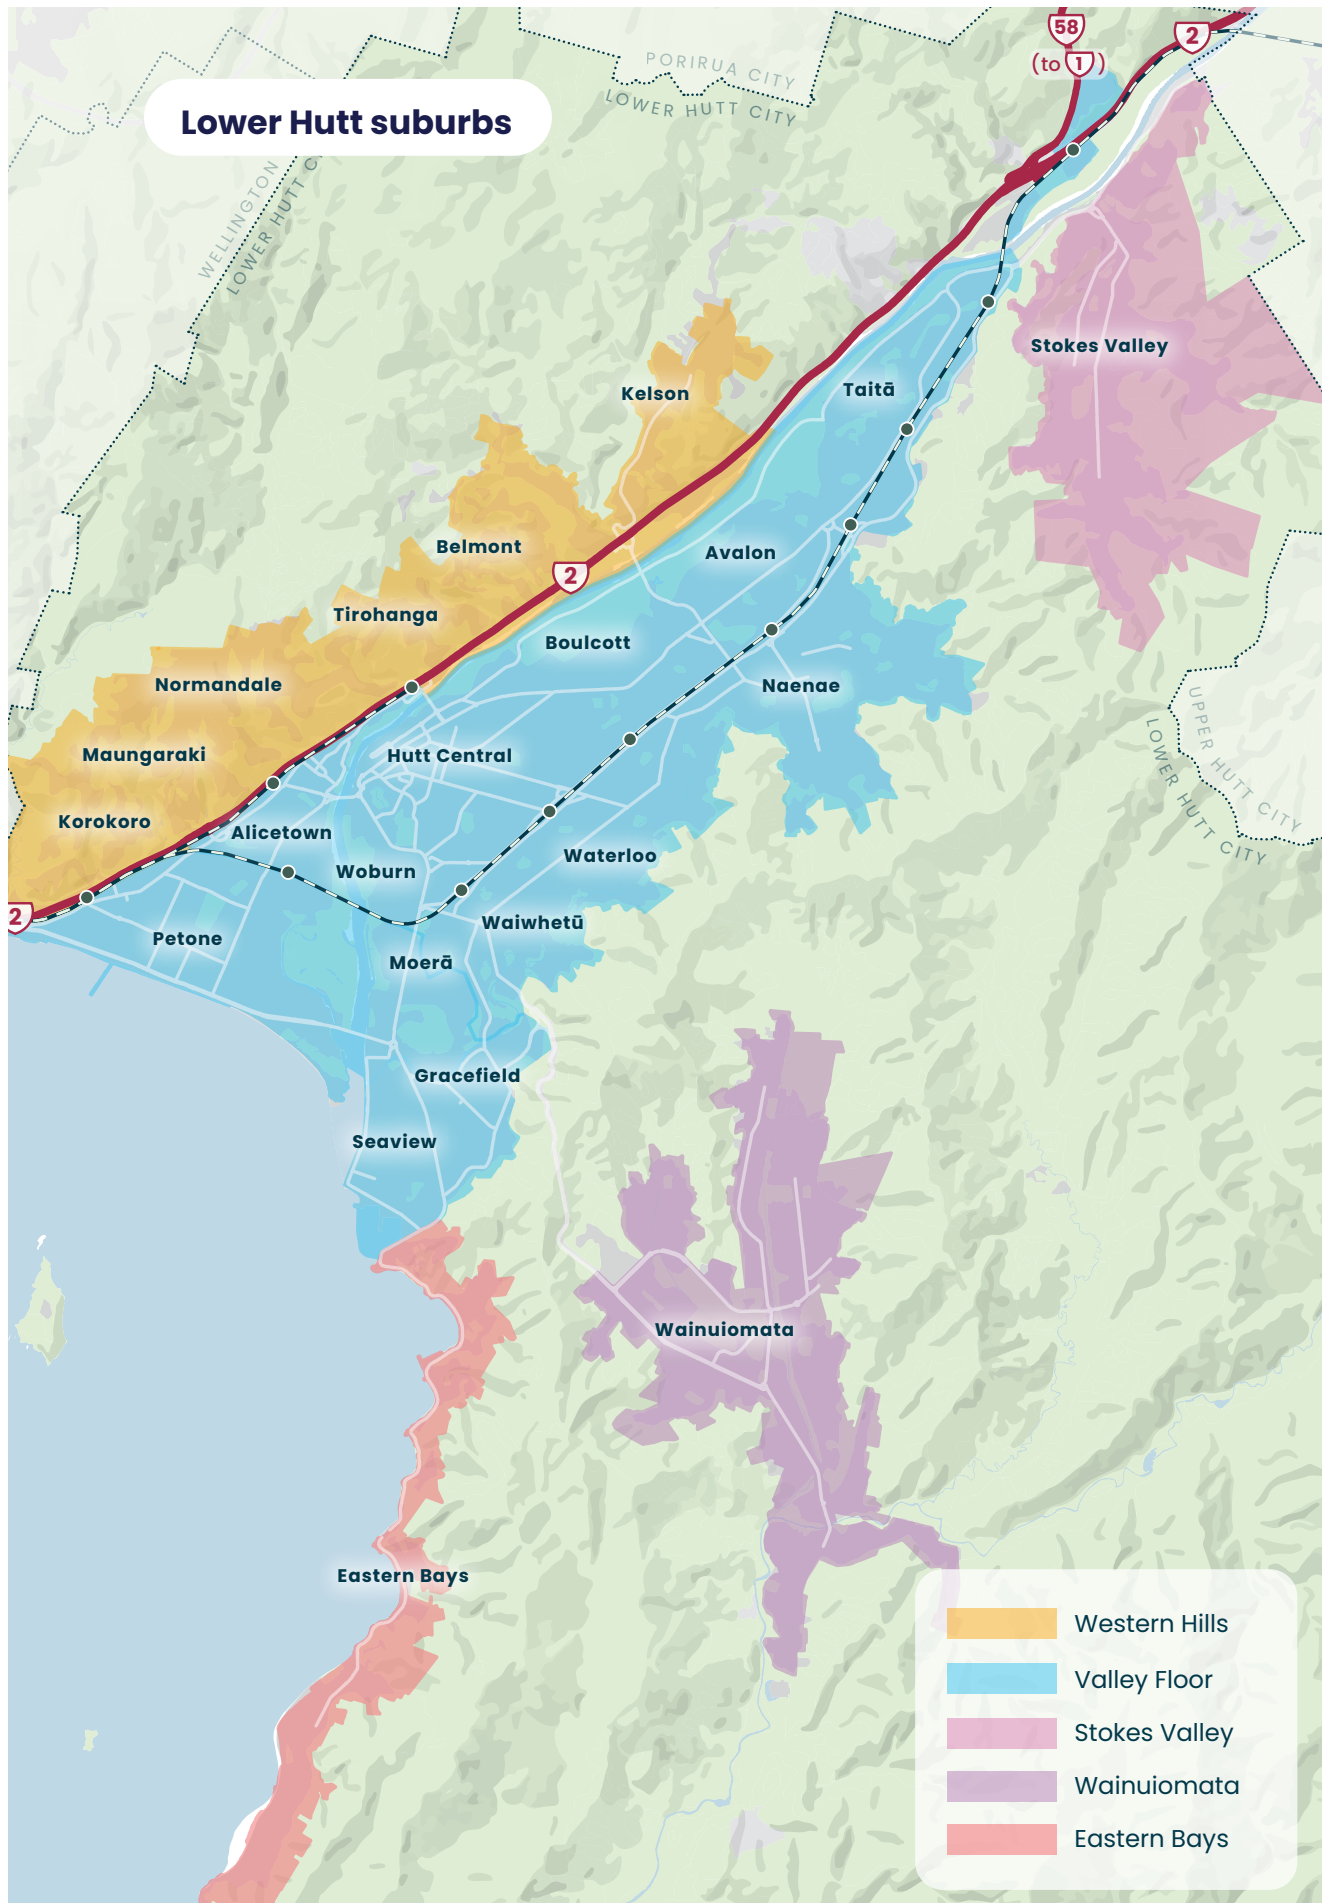 58
2
(to 1)
PORIRUA CITY
LOWER HUTT CITY
Lower Hutt suburbs
WELLINGTON
LOWER HUTT C
Stokes Valley
Kelson
Taitā
Belmont
Avalon
2
Tirohanga
Boulcott
Normandale
Naenae
UPPER HUTT CITY
LOWER HUTT CITY
Maungaraki
Hutt Central
Korokoro
Alicetown
Waterloo
Woburn
2
Waiwhetū
Petone
Moerā
Gracefield
Seaview
Wainuiomata
Eastern Bays
Western Hills
Valley Floor
Stokes Valley
Wainuiomata
Eastern Bays